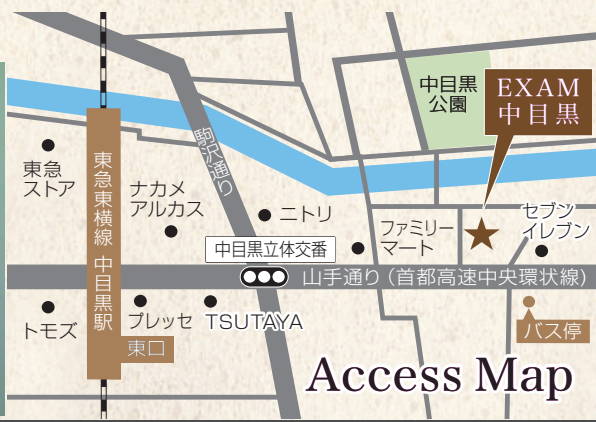 中目黒
公園
EXAM
中目黒
駒沢通り
東急
ストア
東急東横線 中目黒駅
ナカメ
アルカス
ニトリ
ファミリー
マート
セブン
イレブン
中目黒立体交番
山手通り（首都高速中央環状線）
トモズ
プレッセ
TSUTAYA
バス停
東口
Access Map